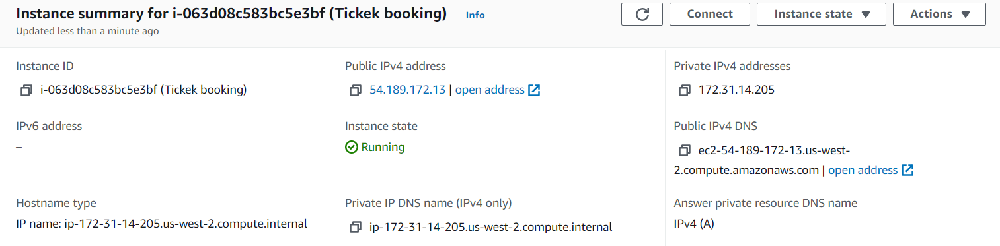 Instance summary for i-063d08c583bc5e3bf (Tickek booking) Info
Updated less than a minute ago
Connect
Instance state
Actions
Instance ID
i-063d08c583bc5e3bf (Tickek booking)
Public IPv4 address
54.189.172.13 | open address
Private IPv4 addresses
172.31.14.205
IPv6 address
–
Instance state
Running
Public IPv4 DNS
ec2-54-189-172-13.us-west-
2.compute.amazonaws.com | open address
Hostname type
IP name: ip-172-31-14-205.us-west-2.compute.internal
Private IP DNS name (IPv4 only)
ip-172-31-14-205.us-west-2.compute.internal
Answer private resource DNS name
IPv4 (A)